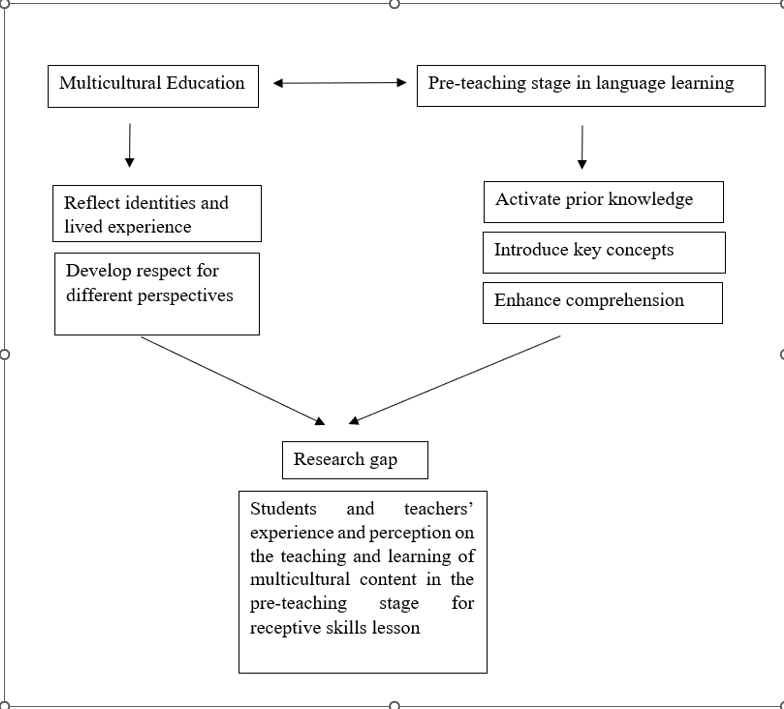 Multicultural Education
Pre-teaching stage in language learning
Reflect identities and
lived experience
Develop respect for
different perspectives
Activate prior knowledge
Introduce key concepts
Enhance comprehension
Research gap
Students and teachers’
experience and perception on
the teaching and learning of
multicultural content in the
pre-teaching stage for
receptive skills lesson